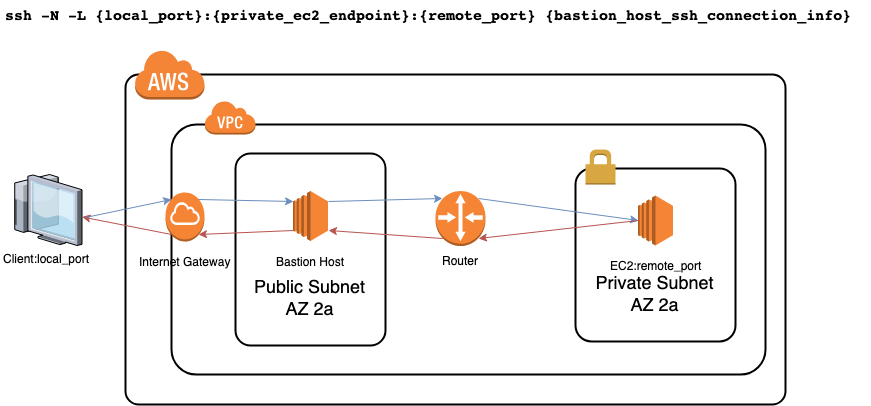 ssh -N -L {local_port}:{private_ec2_endpoint}:{remote_port} {bastion_host_ssh_connection_info}
AWS
VPC
Client:local_port
Internet Gateway
Bastion Host
Public Subnet
AZ 2a
Router
EC2:remote_port
Private Subnet
AZ 2a